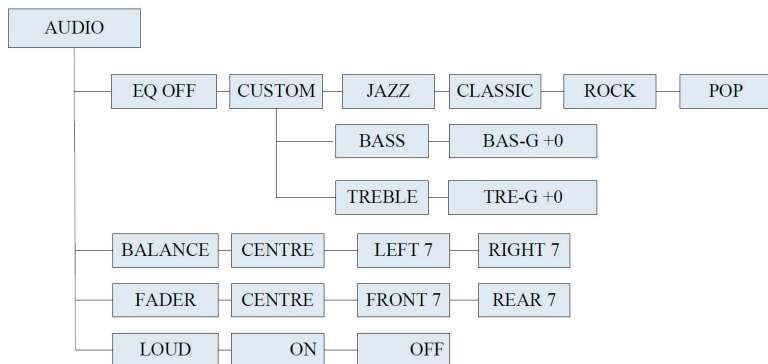 AUDIO
EQ OFF CUSTOM JAZZ CLASSIC ROCK POP
BASS BAS-G +0
TREBLE TRE-G +0
BALANCE CENTRE LEFT 7 RIGHT 7
FADER CENTRE FRONT 7 REAR 7
LOUD ON OFF